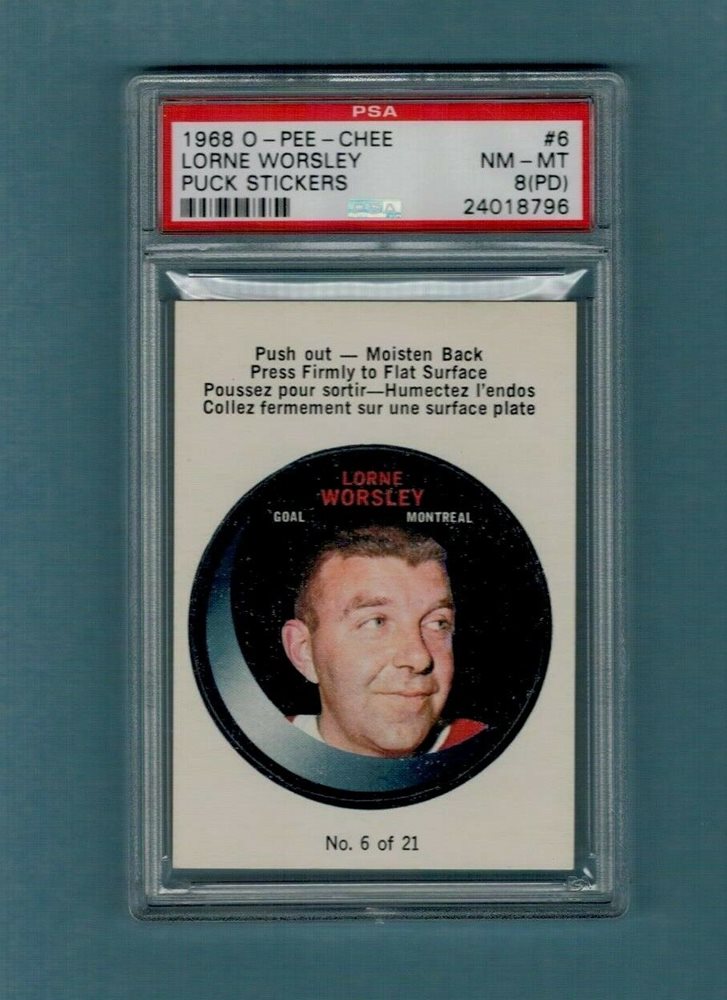 PSA
1968 O-PEE-CHEE #6
LORNE WORSLEY NM-MT
PUCK STICKERS 8(PD)
24018796
Push out — Moisten Back
Press Firmly to Flat Surface
Poussez pour sortir—Humectez l'endos
Collez fermement sur une surface plate
LORNE
WORSLEY
GOAL MONTREAL
No. 6 of 21